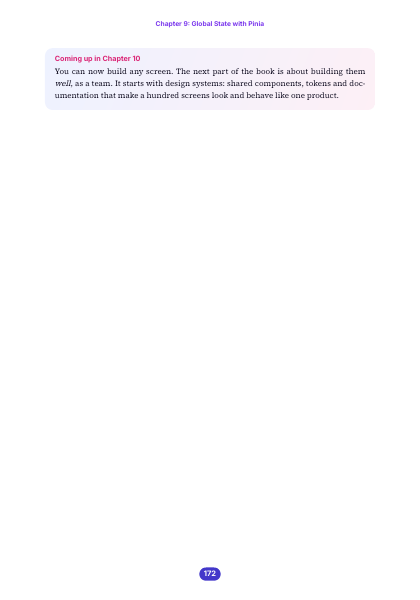 Chapter 9: Global State with Pinia
Coming up in Chapter 10
You can now build any screen. The next part of the book is about building them
well, as a team. It starts with design systems: shared components, tokens and doc-
umentation that make a hundred screens look and behave like one product.
172